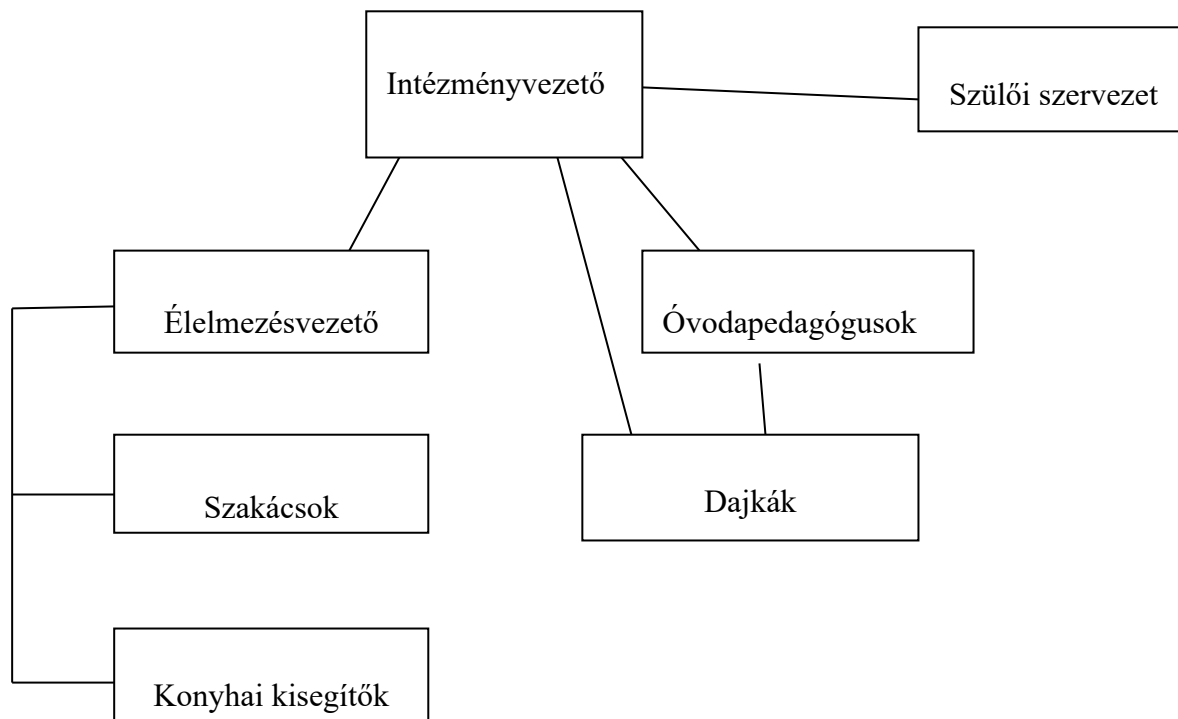 Intézményvezető
Szülői szervezet
Élelmezésvezető
Óvodapedagógusok
Szakácsok
Dajkák
Konyhai kisegítők